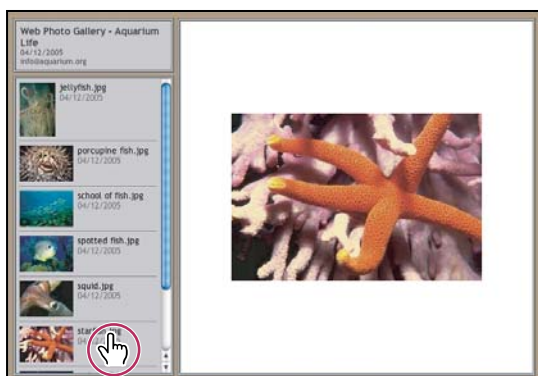 Web Photo Gallery - Aquarium
Life
04/12/2005
info@aquarium.org
jellyfish.jpg
04/12/2005
porcupine fish.jpg
04/12/2005
school of fish.jpg
04/12/2005
spotted fish.jpg
04/12/2005
squid.jpg
04/12/2005